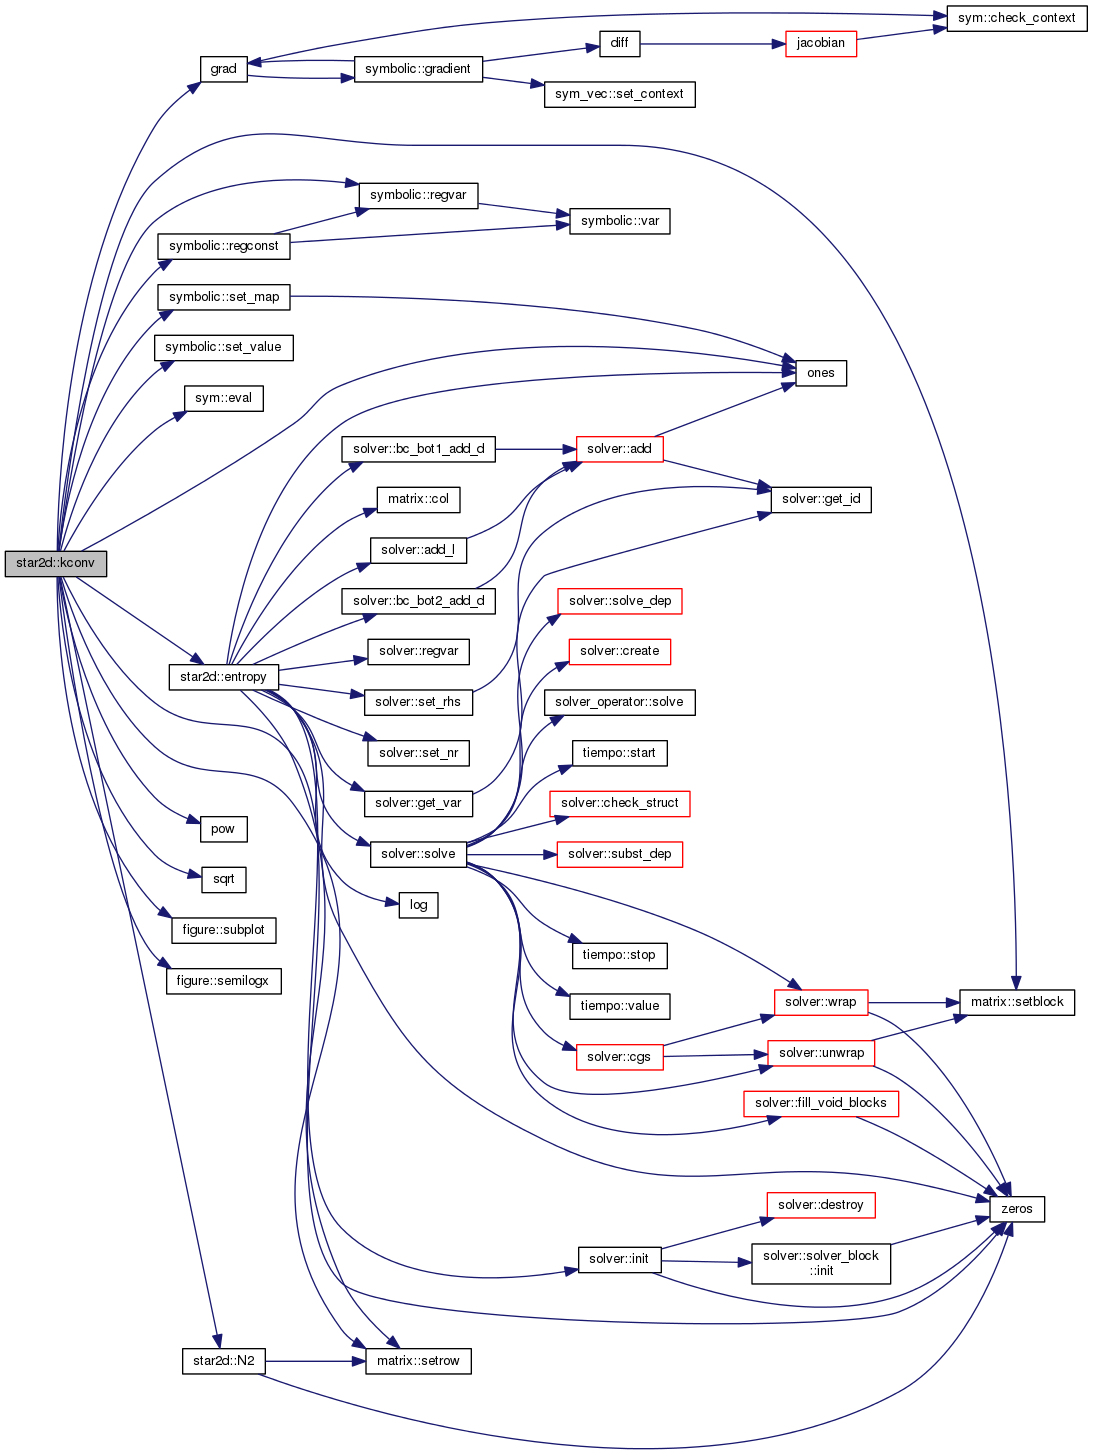 sym::check_context
diff
jacobian
grad
symbolic::gradient
sym_vec::set_context
symbolic::regvar
symbolic::var
symbolic::regconst
symbolic::set_map
symbolic::set_value
ones
sym::eval
solver::bc_bot1_add_d
solver::add
matrix::col
solver::get_id
solver::add_l
star2d::kconv
solver::bc_bot2_add_d
solver::solve_dep
solver::regvar
solver::create
star2d::entropy
solver::set_rhs
solver_operator::solve
solver::set_nr
tiempo::start
solver::get_var
solver::check_struct
pow
solver::solve
solver::subst_dep
sqrt
log
figure::subplot
tiempo::stop
figure::semilogx
tiempo::value
solver::wrap
matrix::setblock
solver::cgs
solver::unwrap
solver::fill_void_blocks
solver::destroy
zeros
solver::init
solver::solver_block
::init
star2d::N2
matrix::setrow